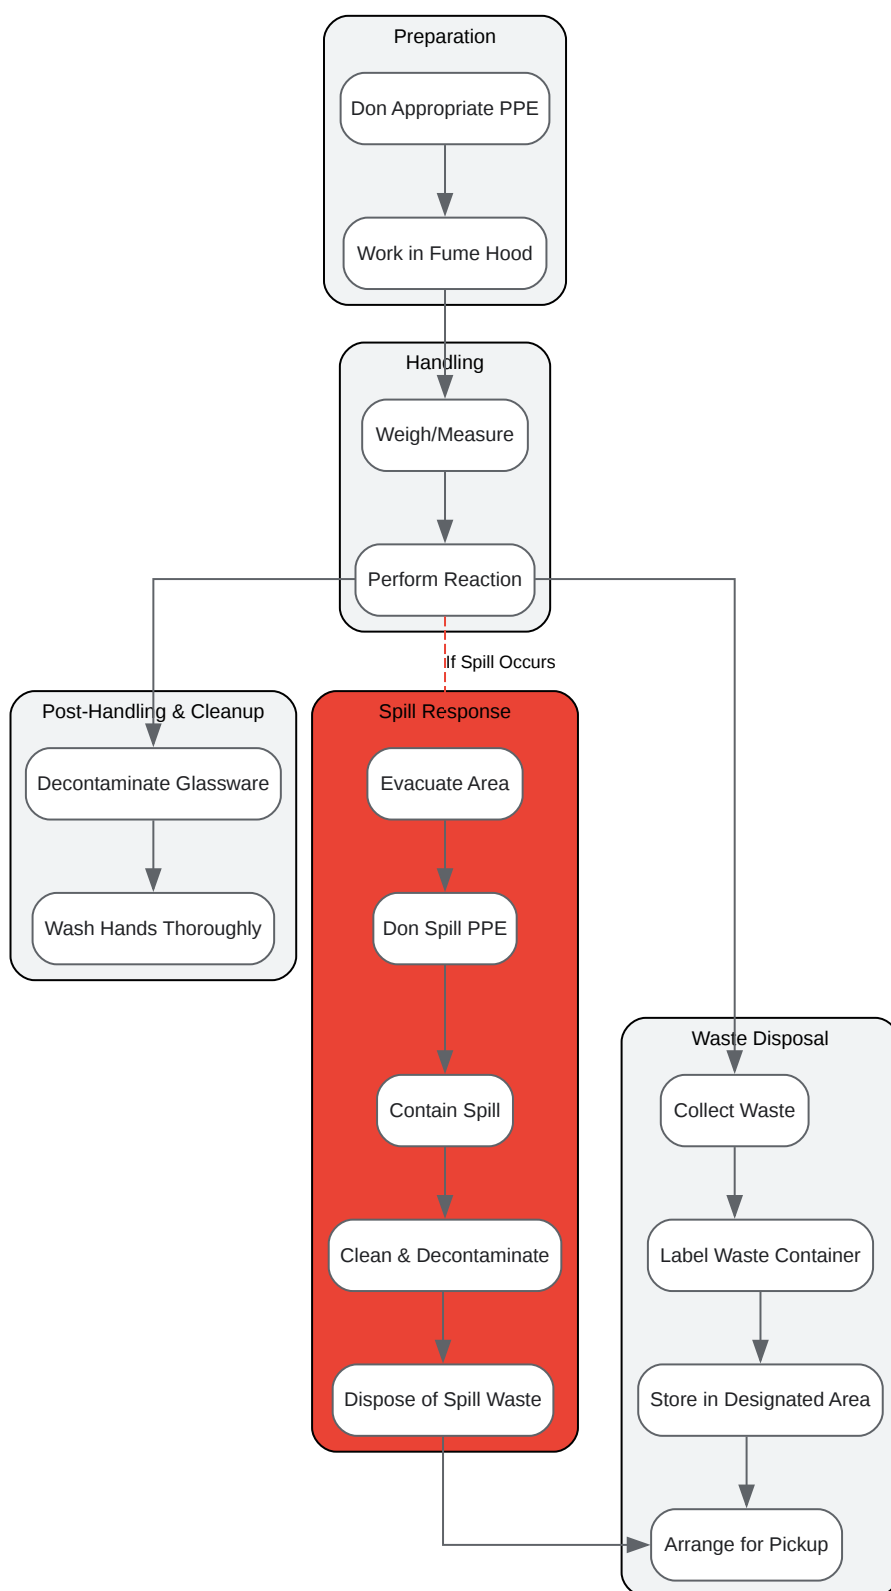 Preparation
Don Appropriate PPE
Work in Fume Hood
Handling
Weigh/Measure
Perform Reaction
If Spill Occurs
Post-Handling & Cleanup
Decontaminate Glassware
Wash Hands Thoroughly
Spill Response
Evacuate Area
Don Spill PPE
Contain Spill
Clean & Decontaminate
Dispose of Spill Waste
Waste Disposal
Collect Waste
Label Waste Container
Store in Designated Area
Arrange for Pickup